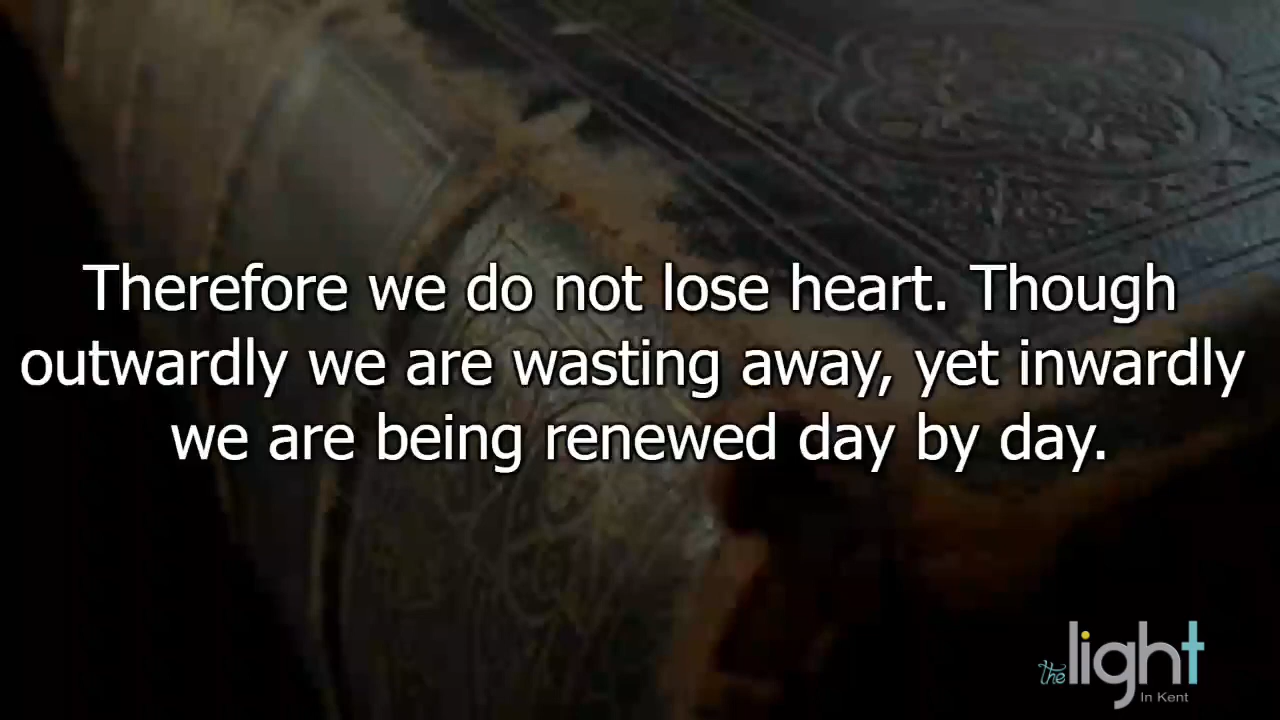 Therefore we do not lose heart. Though
outwardly we are wasting away, yet inwardly
we are being renewed day by day.
the light
In Kent